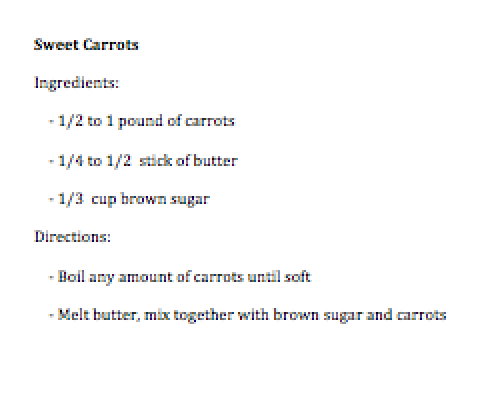 Sweet Carrots
Ingredients:
- 1/2 to 1 pound of carrots
- 1/4 to 1/2  stick of butter
- 1/3  cup brown sugar
Directions:
- Boil any amount of carrots until soft
- Melt butter, mix together with brown sugar and carrots